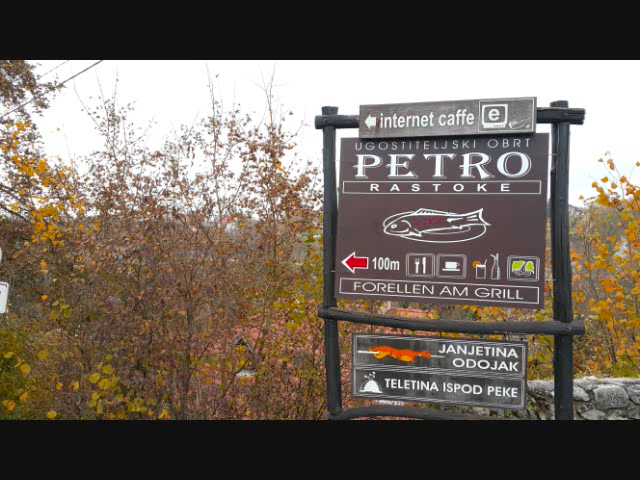 internet caffe e
UGOSTITELJSKI OBRT
PETRO
RASTOKE
100m
FORELLEN AM GRILL
JANJETINA
ODOJAK
TELETINA ISPOD PEKE